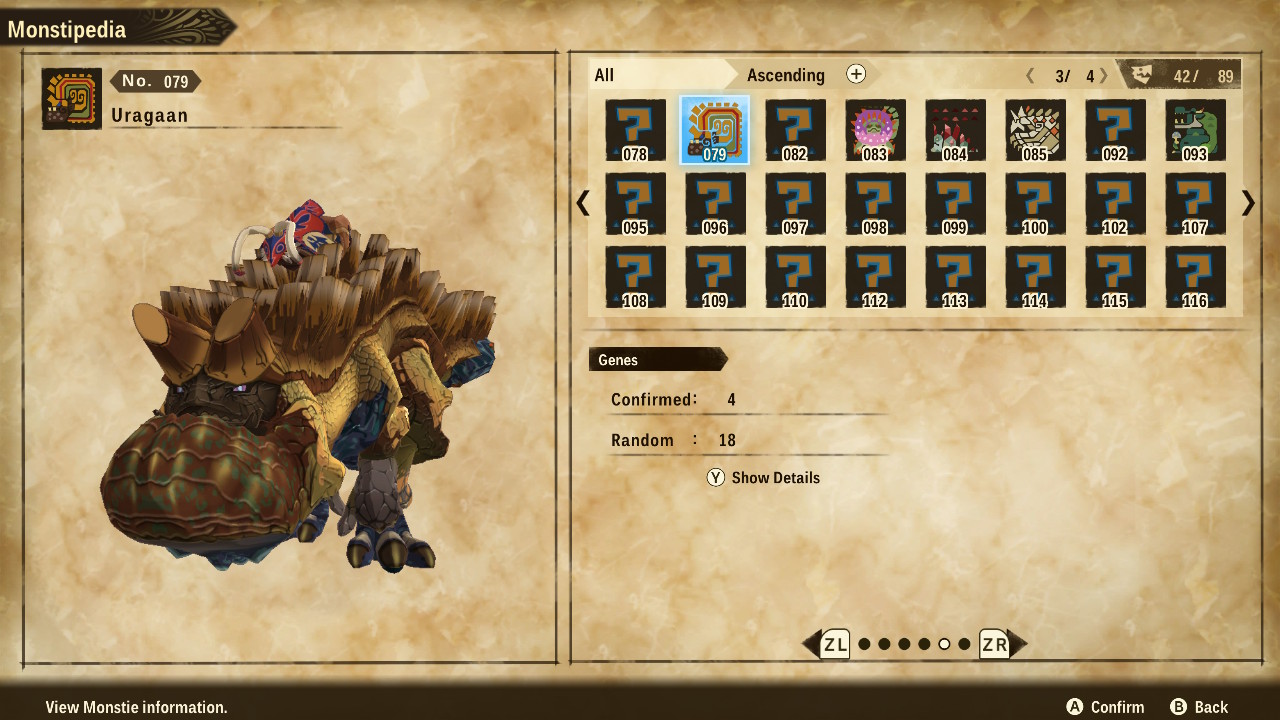 Monstipedia
No. 079
Uragaan
All
Ascending +
3/ 4
42/ 89
078 079 082 083 084 085 092 093
? ? ?
095 096 097 098 099 100 102 107
? ? ? ? ? ? ? ?
108 109 110 112 113 114 115 116
? ? ? ? ? ? ? ?
Genes
Confirmed: 4
Random : 18
Y Show Details
ZL ZR
View Monstie information.
A Confirm B Back